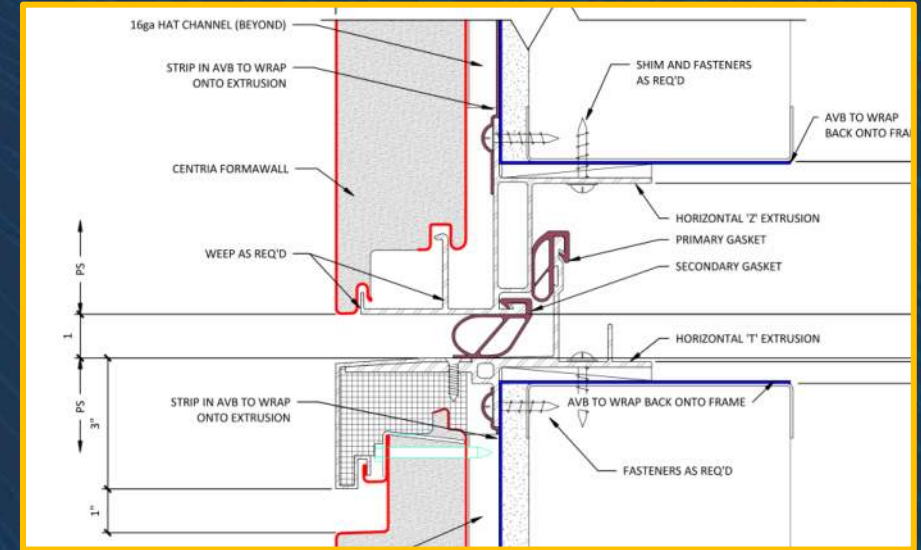 16ga HAT CHANNEL (BEYOND)
STRIP IN AVB TO WRAP
ONTO EXTRUSION
CENTRIA FORMAWALL
WEEP AS REQ'D
PS
1
PS
3"
1"
STRIP IN AVB TO WRAP
ONTO EXTRUSION
SHIM AND FASTENERS
AS REQ'D
AVB TO WRAP
BACK ONTO
HORIZONTAL 'Z' EXTRUSION
PRIMARY GASKET
SECONDARY GASKET
HORIZONTAL 'T' EXTRUSION
AVB TO WRAP BACK ONTO FRAME
FASTENERS AS REQ'D